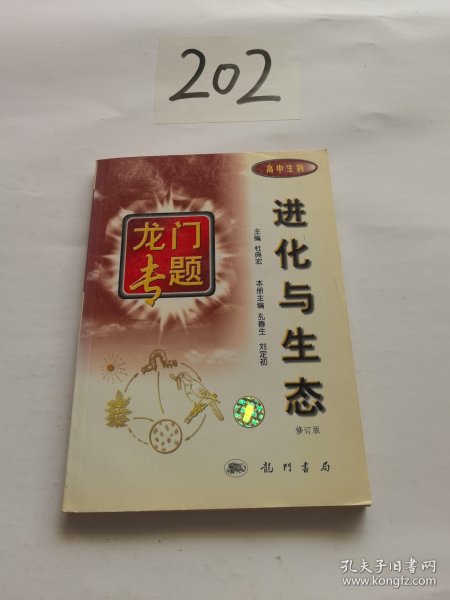 202
高中生物
进化与生态
主编 杜典宏
本册主编 孔春生 刘定初
龙门
专题
修订版
龍門書局
孔夫子旧书网
www.kongfz.com